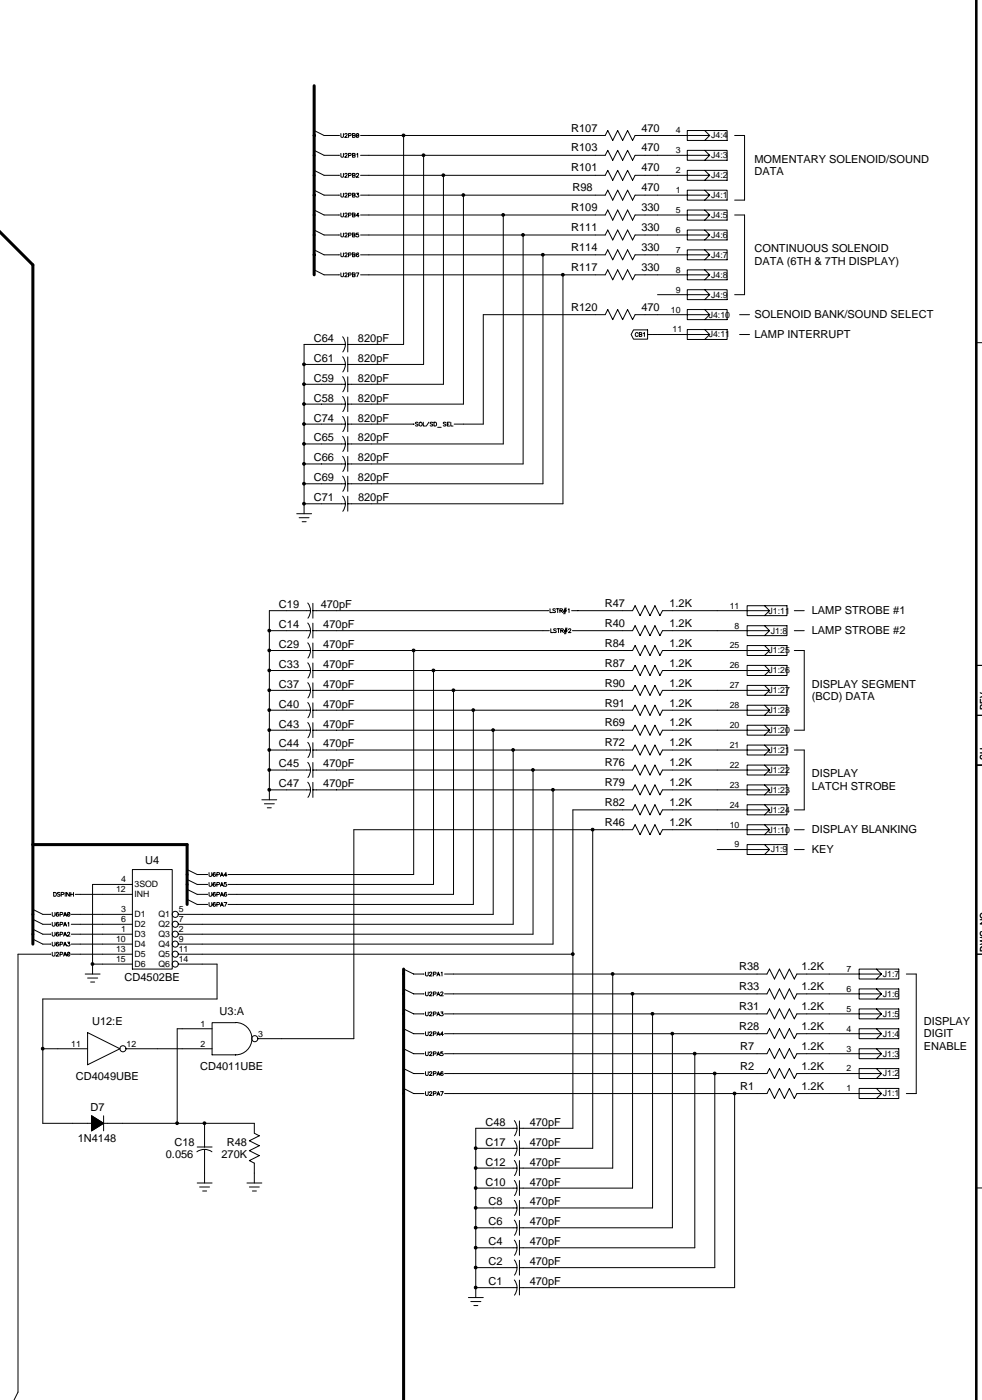 U2PB0 R107 470 4 J4:4
U2PB1 R103 470 3 J4:3
MOMENTARY SOLENOID/SOUND
DATA
U2PB2 R101 470 2 J4:2
U2PB3 R98 470 1 J4:1
U2PB4 R109 330 5 J4:5
U2PB5 R111 330 6 J4:6
CONTINUOUS SOLENOID
DATA (6TH & 7TH DISPLAY)
U2PB6 R114 330 7 J4:7
U2PB7 R117 330 8 J4:8
9 J4:9
R120 470 10 J4:10 SOLENOID BANK/SOUND SELECT
CB1 11 J4:11 LAMP INTERRUPT
C64 820pF
C61 820pF
C59 820pF
C58 820pF
C74 820pF SOL/SD_SEL
C65 820pF
C66 820pF
C69 820pF
C71 820pF
C19 470pF LSTR#1 R47 1.2K 11 J1:11 LAMP STROBE #1
C14 470pF LSTR#2 R40 1.2K 8 J1:8 LAMP STROBE #2
C29 470pF R84 1.2K 25 J1:25
C33 470pF R87 1.2K 26 J1:26
DISPLAY SEGMENT
(BCD) DATA
C37 470pF R90 1.2K 27 J1:27
C40 470pF R91 1.2K 28 J1:28
C43 470pF R69 1.2K 20 J1:20
C44 470pF R72 1.2K 21 J1:21
C45 470pF R76 1.2K 22 J1:22
DISPLAY
LATCH STROBE
C47 470pF R79 1.2K 23 J1:23
R82 1.2K 24 J1:24
R46 1.2K 10 J1:10 DISPLAY BLANKING
9 J1:9 KEY
U4
U6PA4
U6PA5
U6PA6
U6PA7
4 3SOD
DSPINH 12 INH
U6PA0 3 D1 Q1 5
U6PA1 6 D2 Q2 7
U6PA2 1 D3 Q3 2
U6PA3 10 D4 Q4 9
U2PA0 13 D5 Q5 11
15 D6 Q6 14
CD4502BE
U12:E
11 12
CD4049UBE
U3:A
1
2
3
CD4011UBE
D7
1N4148
C18
0.056
R48
270K
U2PA1 R38 1.2K 7 J1:7
U2PA2 R33 1.2K 6 J1:6
U2PA3 R31 1.2K 5 J1:5
U2PA4 R28 1.2K 4 J1:4
DISPLAY
DIGIT
ENABLE
U2PA5 R7 1.2K 3 J1:3
U2PA6 R2 1.2K 2 J1:2
U2PA7 R1 1.2K 1 J1:1
C48 470pF
C17 470pF
C12 470pF
C10 470pF
C8 470pF
C6 470pF
C4 470pF
C2 470pF
C1 470pF